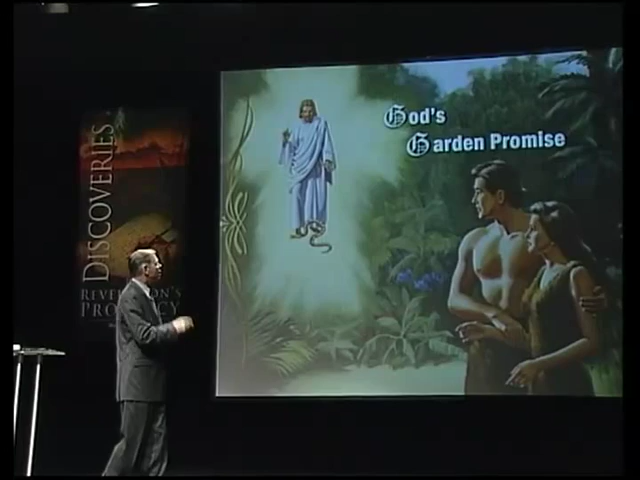 God's
Garden Promise
DISCOVERIES
REVELATION'S
PROPHECY